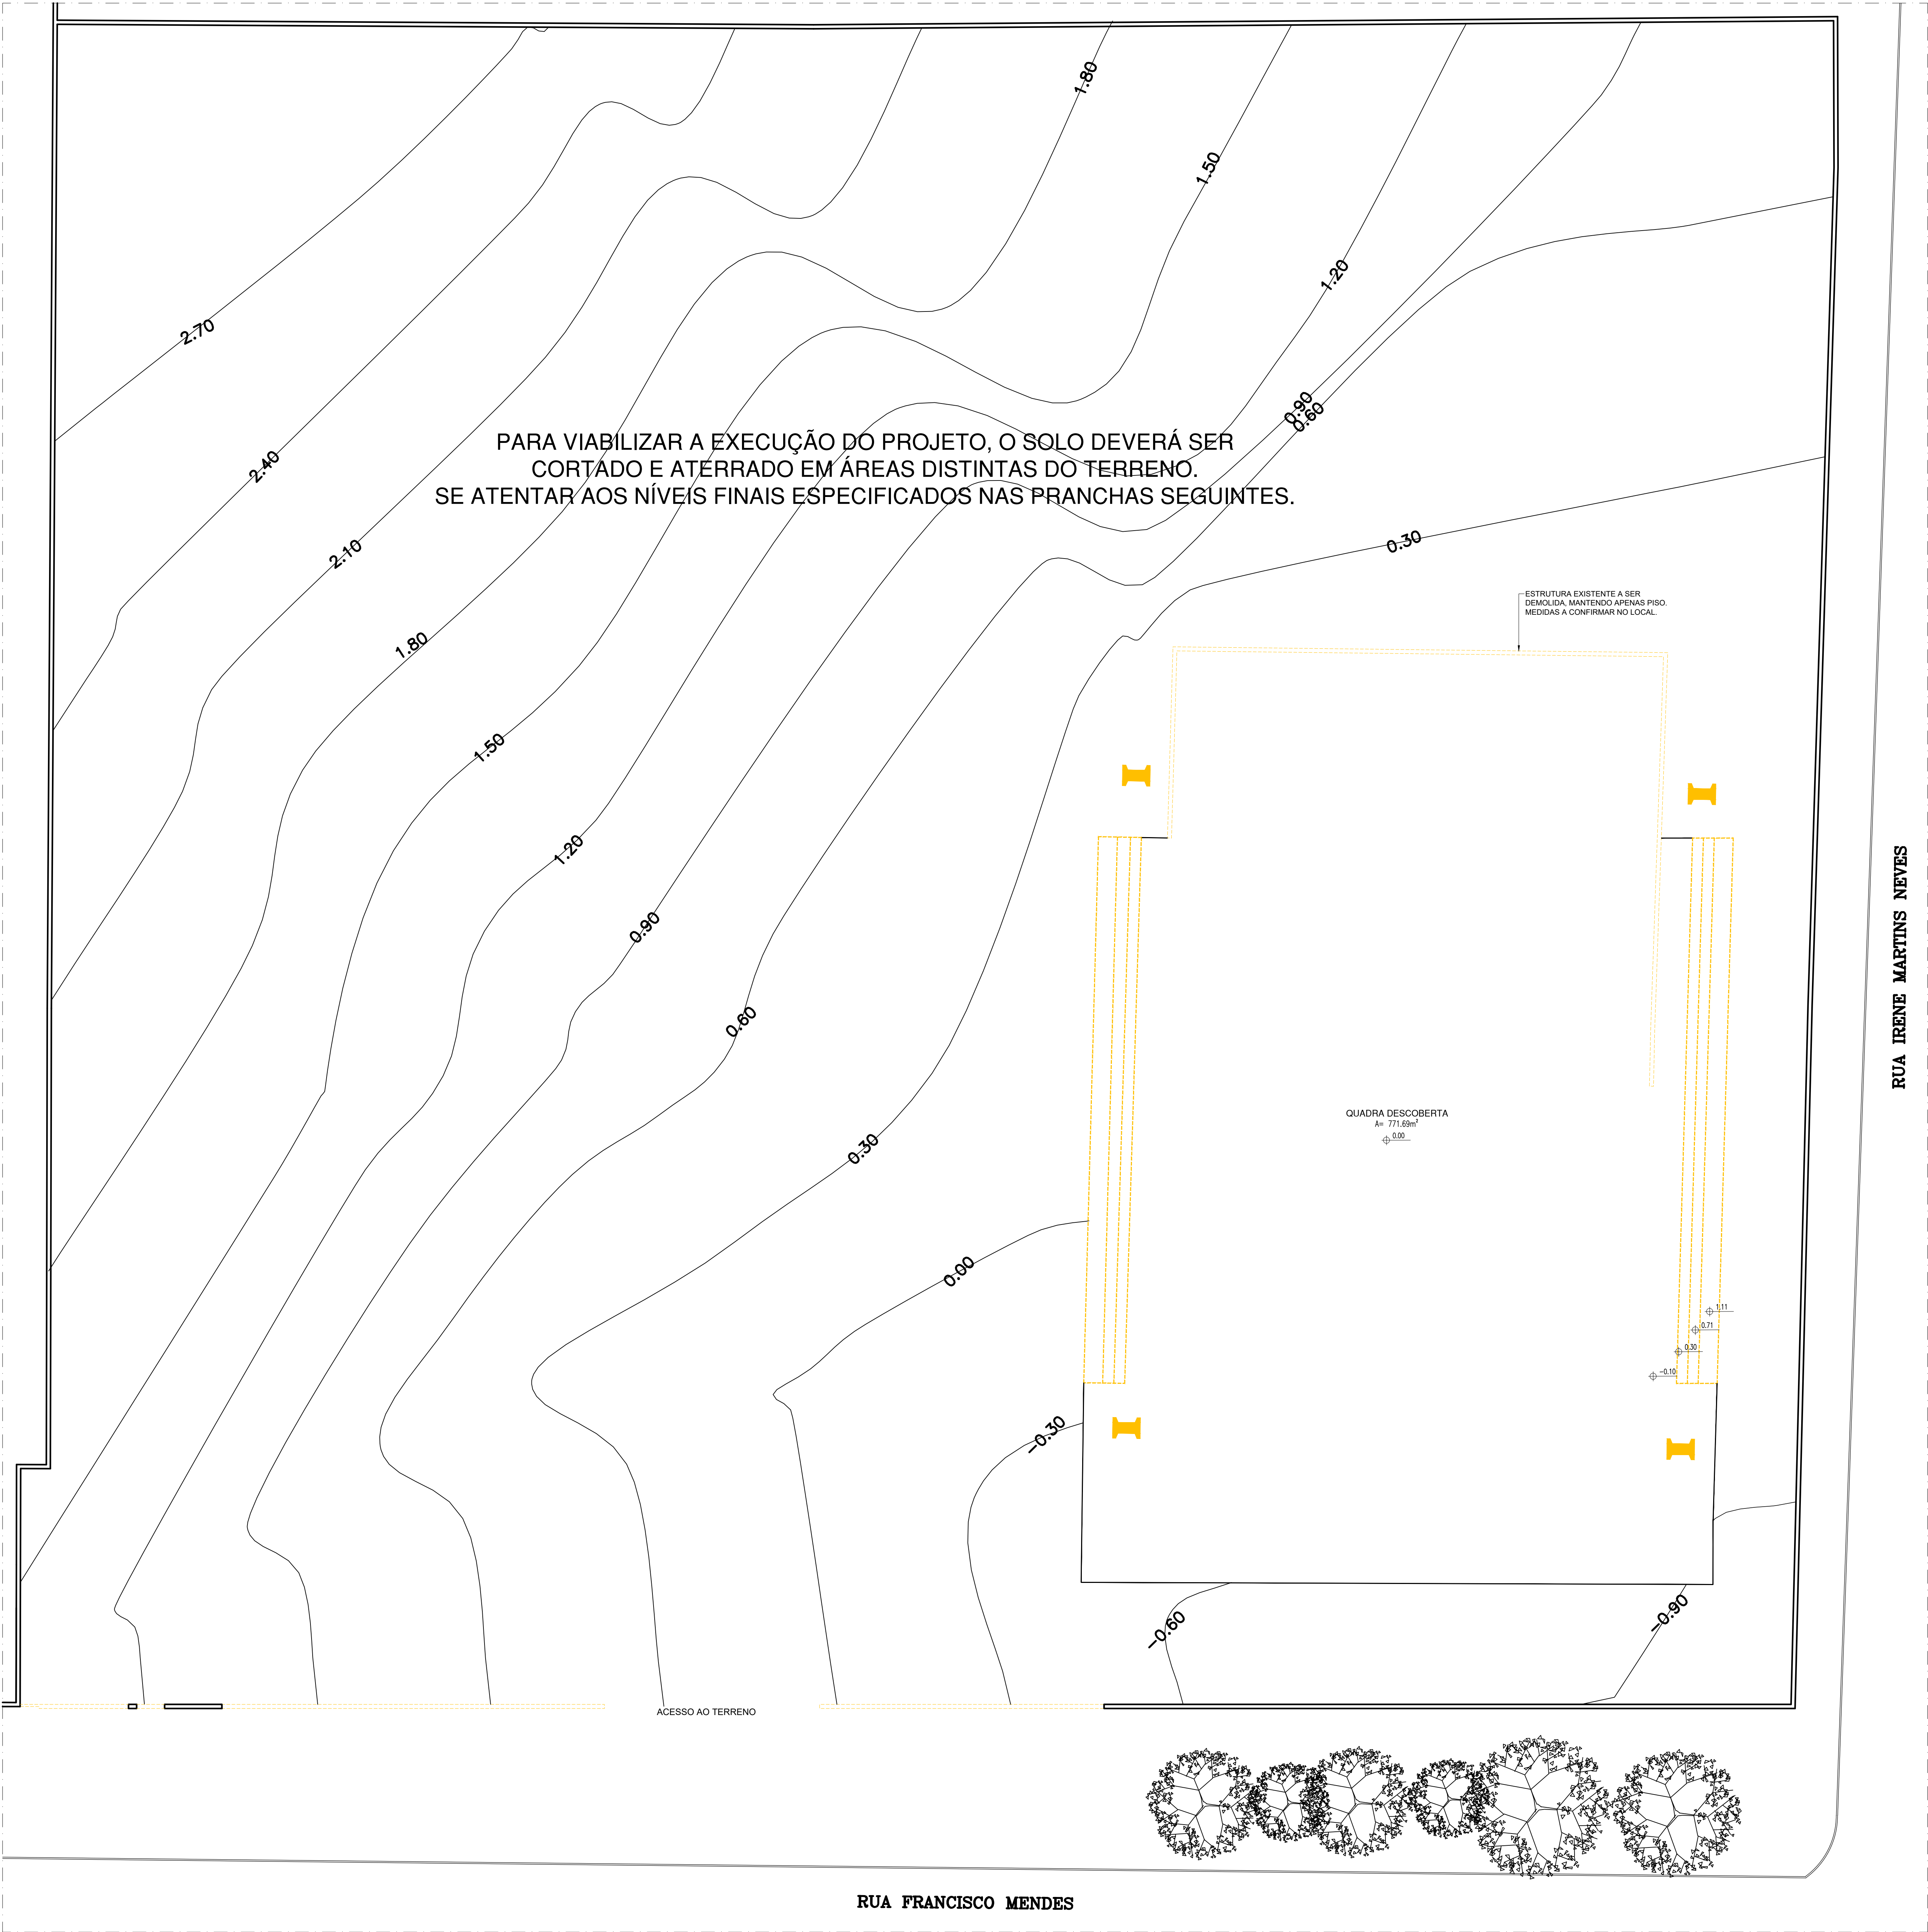 1.80
1.50
1.20
2.70
0.90
0.60
PARA VIABILIZAR A EXECUÇÃO DO PROJETO, O SOLO DEVERÁ SER
CORTADO E ATERRADO EM ÁREAS DISTINTAS DO TERRENO.
SE ATENTAR AOS NÍVEIS FINAIS ESPECIFICADOS NAS PRANCHAS SEGUINTES.
2.40
2.10
0.30
ESTRUTURA EXISTENTE A SER
DEMOLIDA, MANTENDO APENAS PISO.
MEDIDAS A CONFIRMAR NO LOCAL.
1.80
1.50
1.20
0.90
0.60
0.30
RUA IRENE MARTINS NEVES
QUADRA DESCOBERTA
A= 771.69m²
0.00
0.00
1.11
0.71
0.30
-0.10
-0.30
-0.60
-0.90
ACESSO AO TERRENO
RUA FRANCISCO MENDES